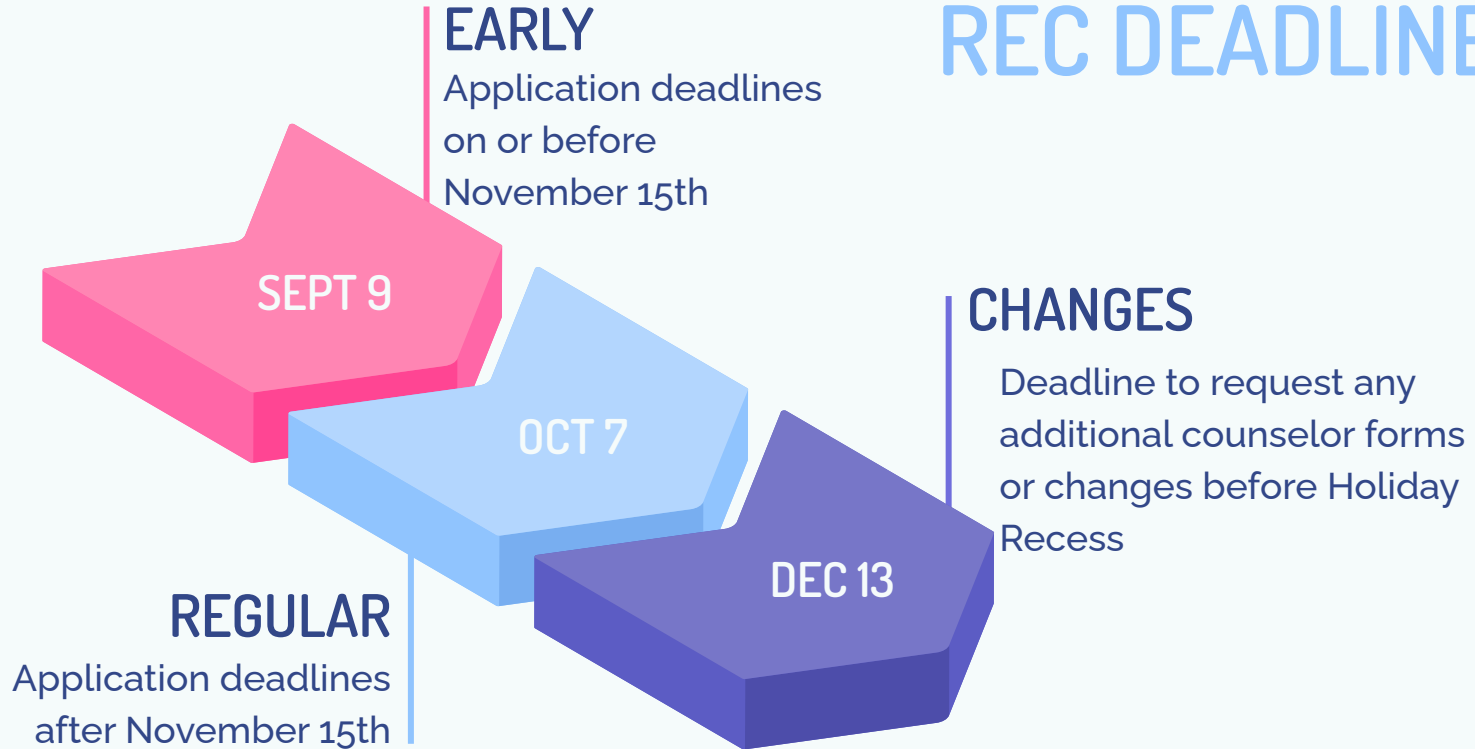 REC DEADLINE
EARLY
Application deadlines
on or before
November 15th
SEPT 9
OCT 7
REGULAR
Application deadlines
after November 15th
CHANGES
Deadline to request any
additional counselor forms
or changes before Holiday
Recess
DEC 13